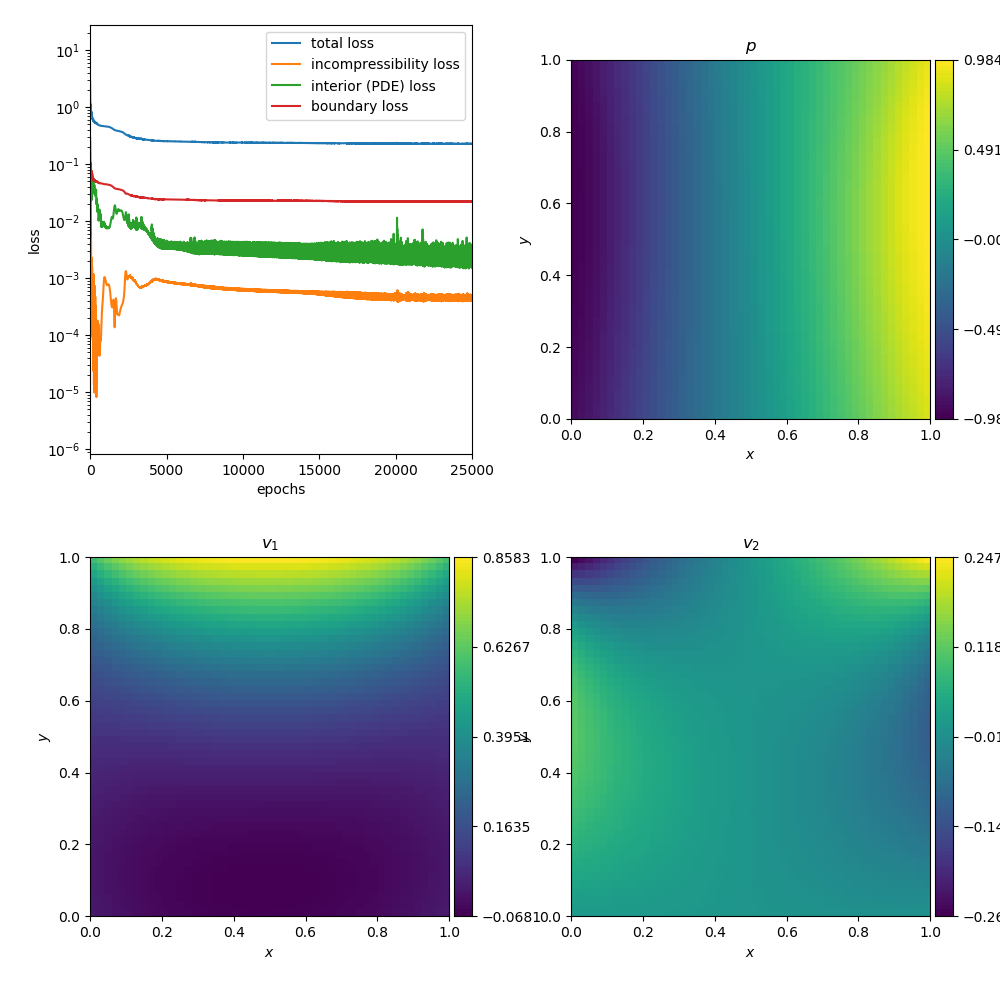 total loss
incompressibility loss
interior (PDE) loss
boundary loss
10¹
10⁰
10⁻¹
10⁻²
10⁻³
10⁻⁴
10⁻⁵
10⁻⁶
loss
0 5000 10000 15000 20000 25000
epochs
p
1.0
0.8
0.6
0.4
0.2
0.0
y
0.0 0.2 0.4 0.6 0.8 1.0
x
0.984
0.491
−0.00
−0.49
−0.98
v₁
1.0
0.8
0.6
0.4
0.2
0.0
y
0.0 0.2 0.4 0.6 0.8 1.0
x
0.8583
0.6267
0.3951
0.1635
−0.0681
v₂
1.0
0.8
0.6
0.4
0.2
0.0
y
0.0 0.2 0.4 0.6 0.8 1.0
x
0.247
0.118
−0.01
−0.14
−0.26